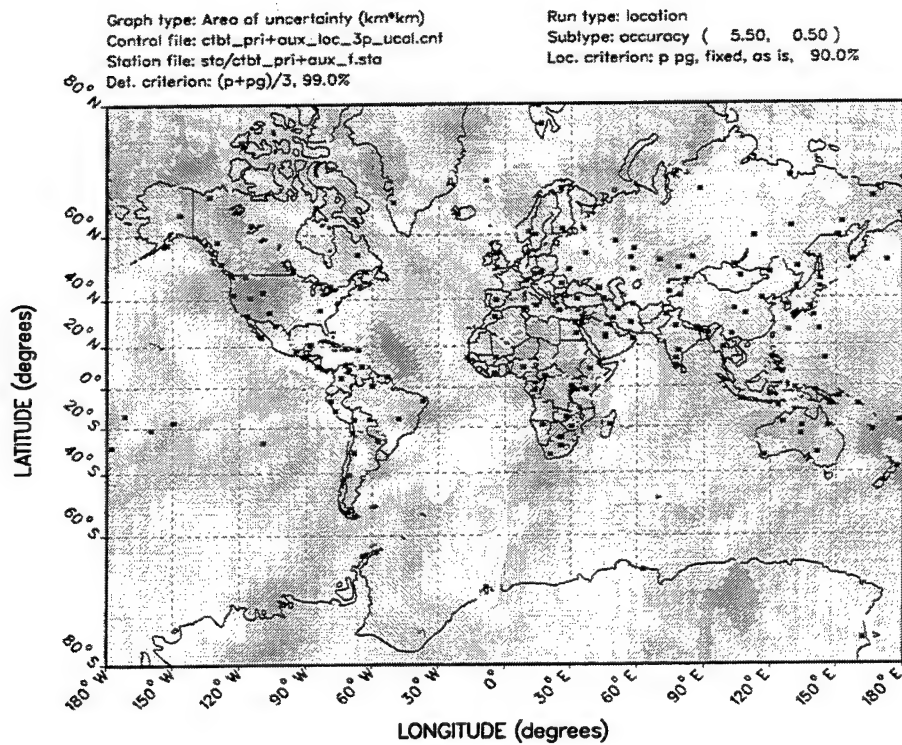 Graph type: Area of uncertainty (km*km)
Control file: ctbt_pri+aux_loc_3p_ucal.cnt
Station file: sta/ctbt_pri+aux_f.sta
Det. criterion: (p+pg)/3, 99.0%
Run type: location
Subtype: accuracy ( 5.50, 0.50 )
Loc. criterion: p pg, fixed, as is, 90.0%
80° N
60° N
40° N
20° N
0°
20° S
40° S
60° S
80° S
LATITUDE (degrees)
180° W
150° W
120° W
90° W
60° W
30° W
0°
30° E
60° E
90° E
120° E
150° E
180° E
LONGITUDE (degrees)